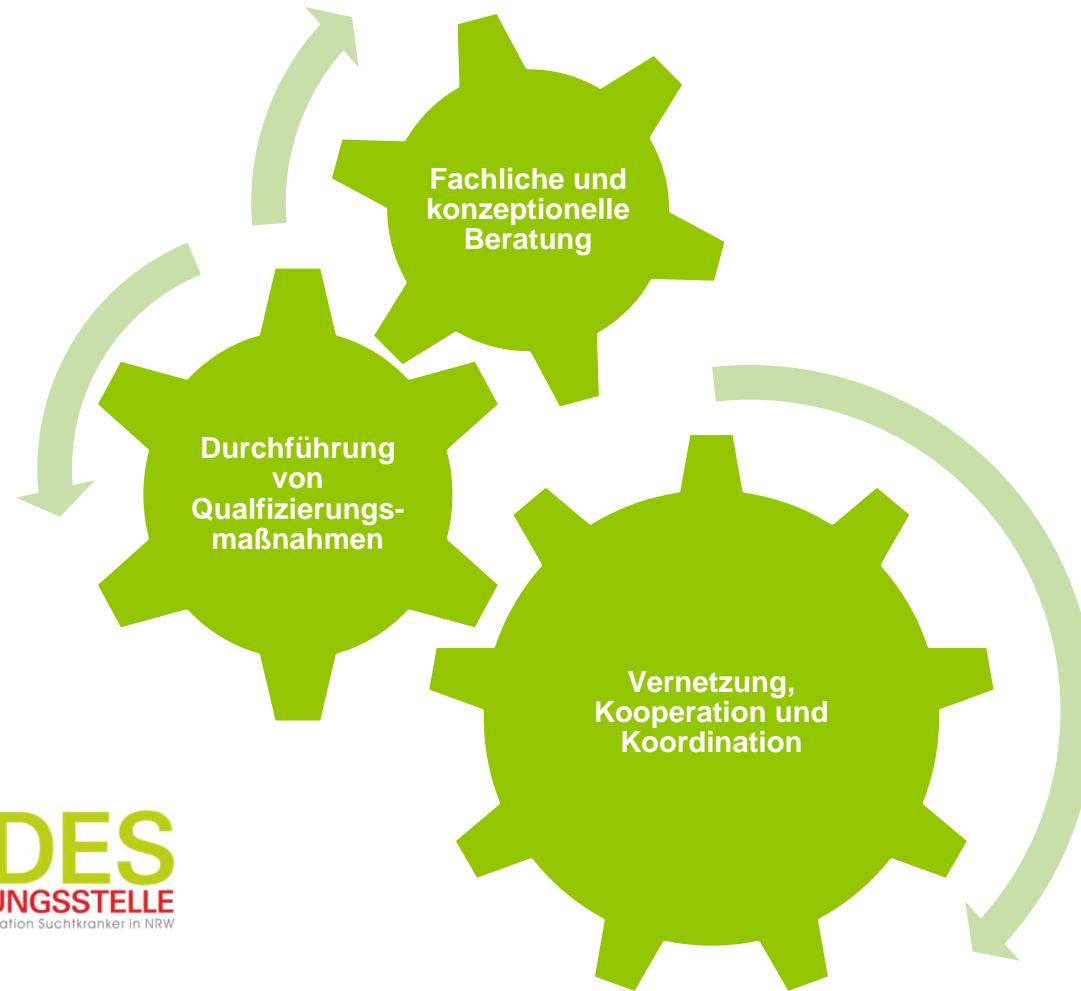 Fachliche und
konzeptionelle
Beratung
Durchführung
von
Qualfizierungs-
maßnahmen
Vernetzung,
Kooperation und
Koordination
DES
UNGSSTELLE
ation Suchtkranker in NRW